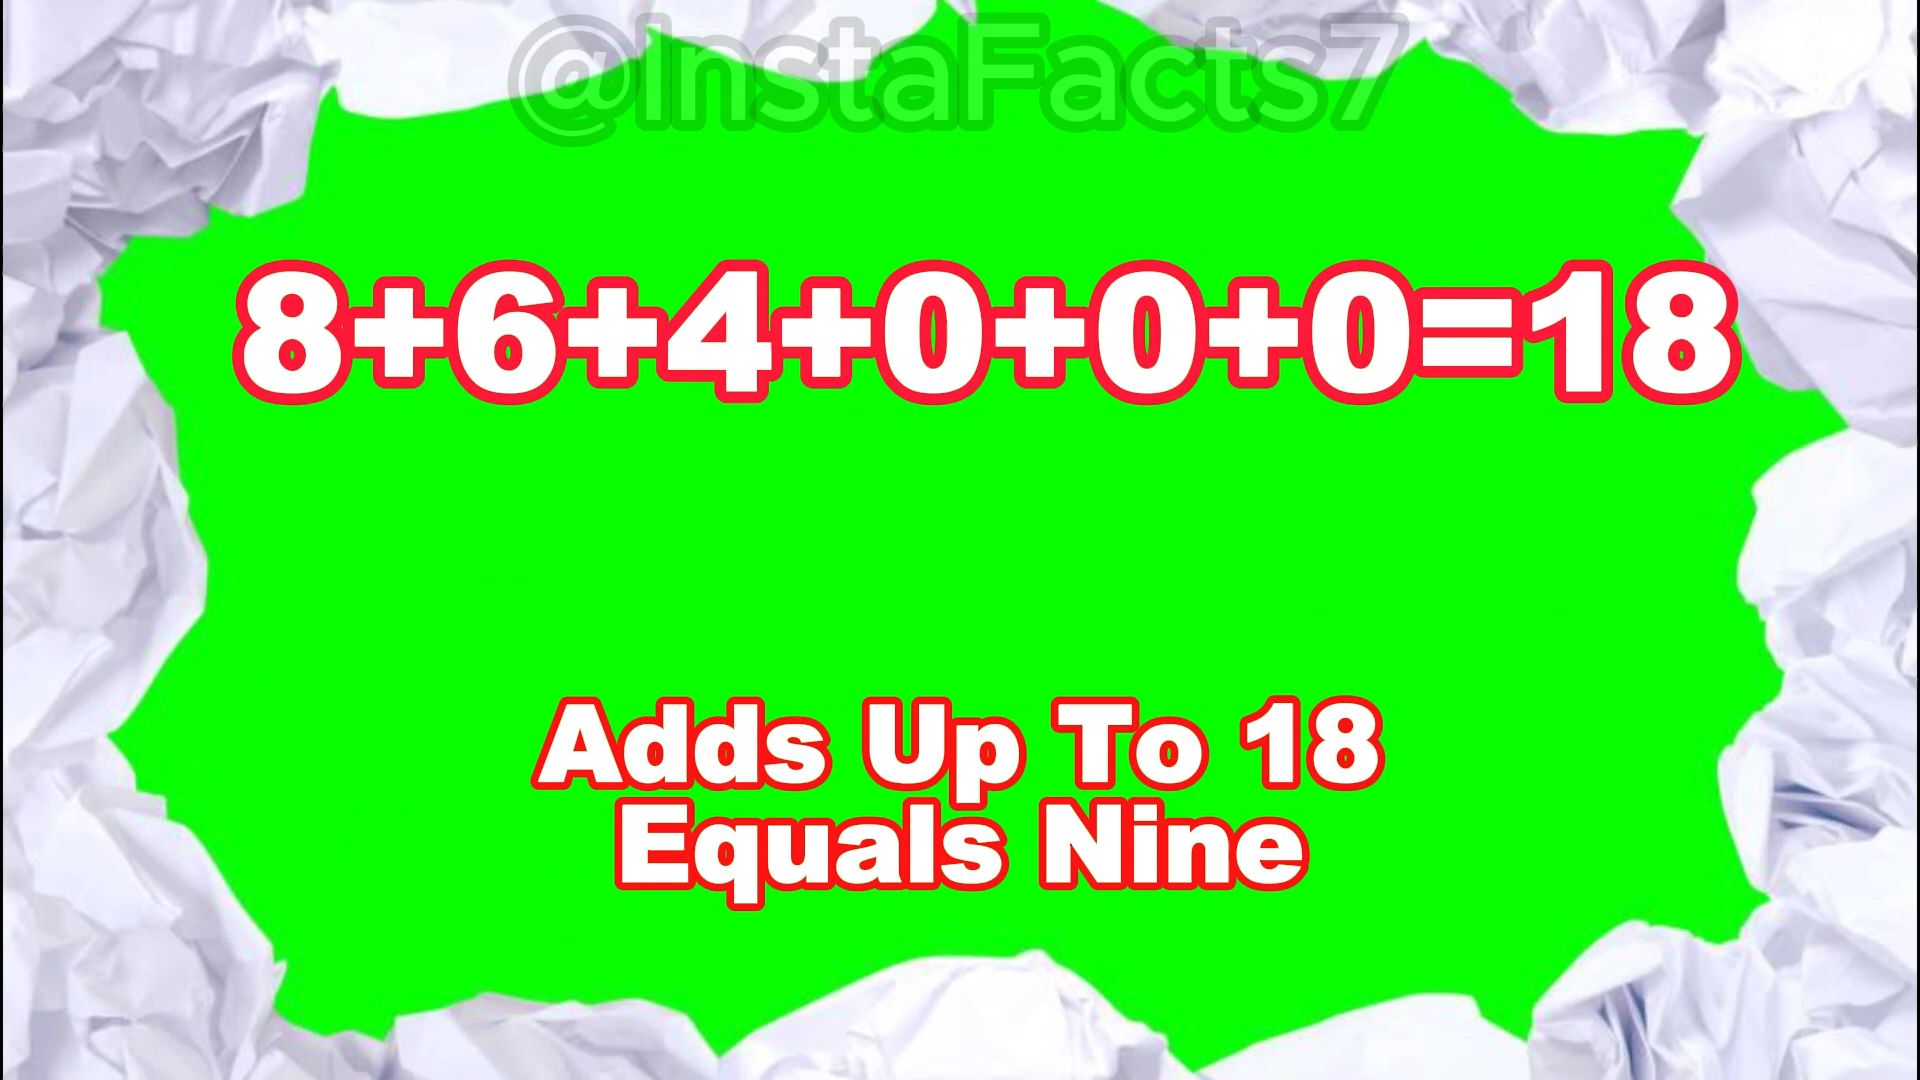 @InstaFacts7
8+6+4+0+0+0=18
Adds Up To 18
Equals Nine